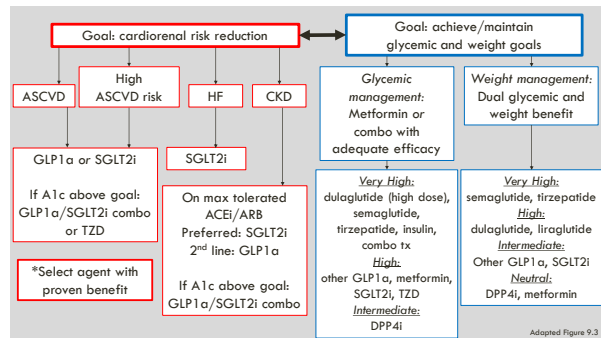 Goal: cardiorenal risk reduction
Goal: achieve/maintain
glycemic and weight goals
ASCVD
High
ASCVD risk
HF
CKD
GLP1a or SGLT2i
If A1c above goal:
GLP1a/SGLT2i combo
or TZD
SGLT2i
On max tolerated
ACEi/ARB
Preferred: SGLT2i
2nd line: GLP1a
If A1c above goal:
GLP1a/SGLT2i combo
*Select agent with
proven benefit
Glycemic
management:
Metformin or
combo with
adequate efficacy
Very High:
dulaglutide (high dose),
semaglutide,
tirzepatide, insulin,
combo tx
High:
other GLP1a, metformin,
SGLT2i, TZD
Intermediate:
DPP4i
Weight management:
Dual glycemic and
weight benefit
Very High:
semaglutide, tirzepatide
High:
dulaglutide, liraglutide
Intermediate:
Other GLP1a, SGLT2i
Neutral:
DPP4i, metformin
Adapted Figure 9.3